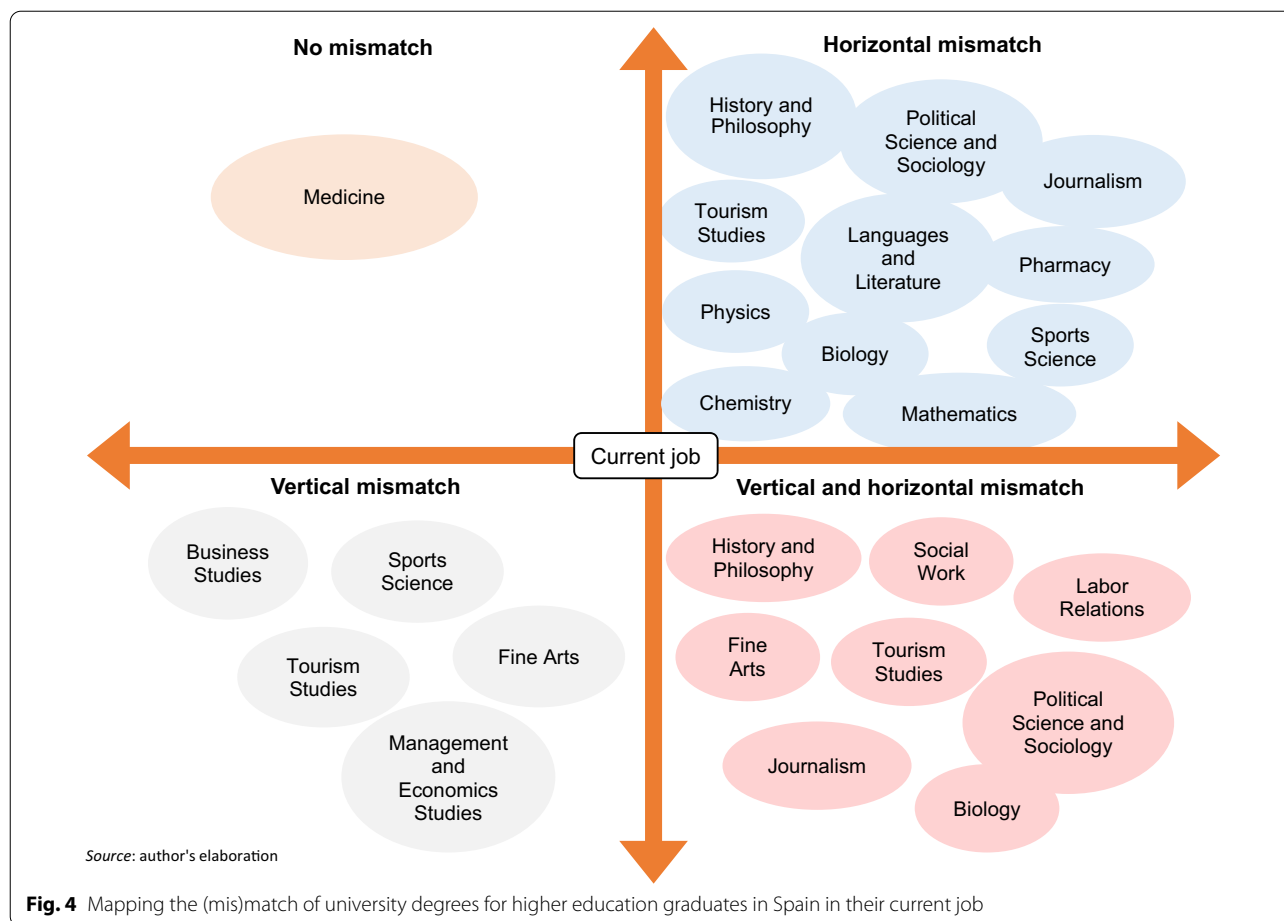 No mismatch
Medicine
Horizontal mismatch
History and
Philosophy
Political
Science and
Sociology
Journalism
Tourism
Studies
Languages
and
Literature
Pharmacy
Physics
Biology
Sports
Science
Chemistry
Mathematics
Current job
Vertical mismatch
Business
Studies
Sports
Science
Tourism
Studies
Fine Arts
Management
and
Economics
Studies
Vertical and horizontal mismatch
History and
Philosophy
Social
Work
Labor
Relations
Fine
Arts
Tourism
Studies
Political
Science and
Sociology
Journalism
Biology
Source: author's elaboration
Fig. 4 Mapping the (mis)match of university degrees for higher education graduates in Spain in their current job